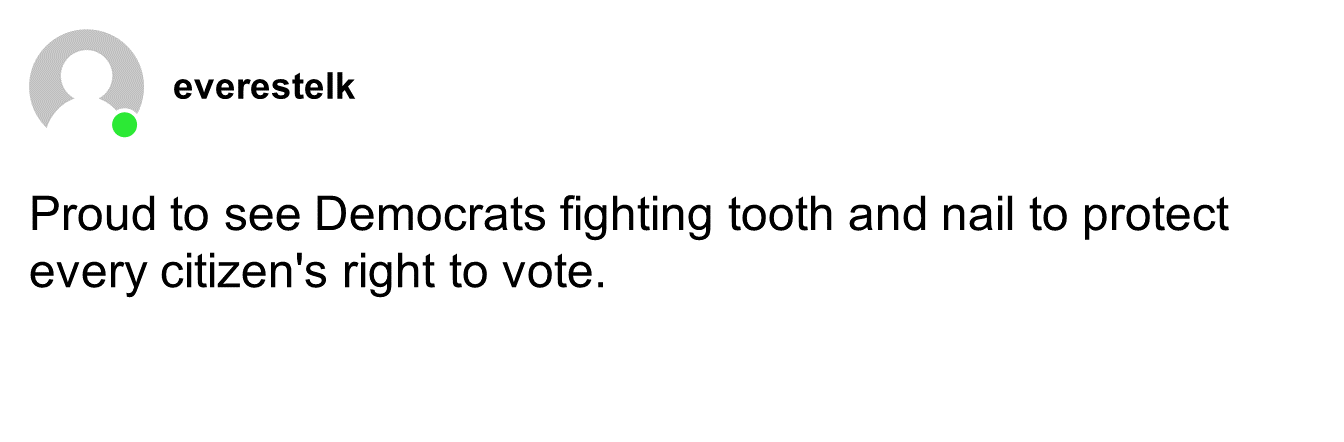 everestelk
Proud to see Democrats fighting tooth and nail to protect
every citizen's right to vote.